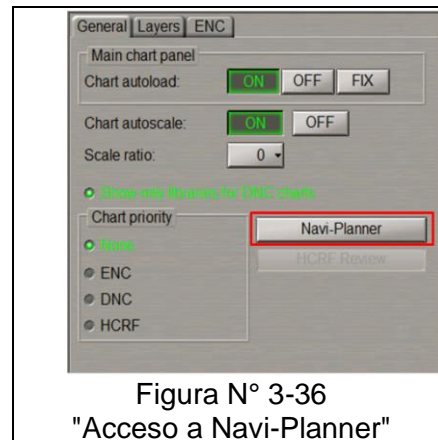 General Layers ENC
Main chart panel
Chart autoload: ON OFF FIX
Chart autoscale: ON OFF
Scale ratio: 0
Show only libraries for DNC charts
Chart priority
None
Navi-Planner
HCRF Review
ENC
DNC
HCRF
Figura N° 3-36
"Acceso a Navi-Planner"